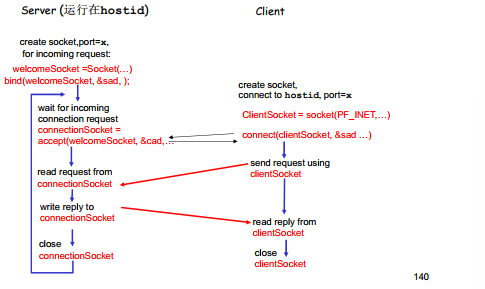 Server (运行在hostid)
Client
create socket,port=x,
for incoming request:
welcomeSocket =Socket(…)
bind(welcomeSocket, &sad, );
wait for incoming
connection request
connectionSocket =
accept(welcomeSocket, &cad,…
read request from
connectionSocket
write reply to
connectionSocket
close
connectionSocket
create socket,
connect to hostid, port=x
ClientSocket = socket(PF_INET,…)
connect(clientSocket, &sad …)
send request using
clientSocket
read reply from
clientSocket
close
clientSocket
140